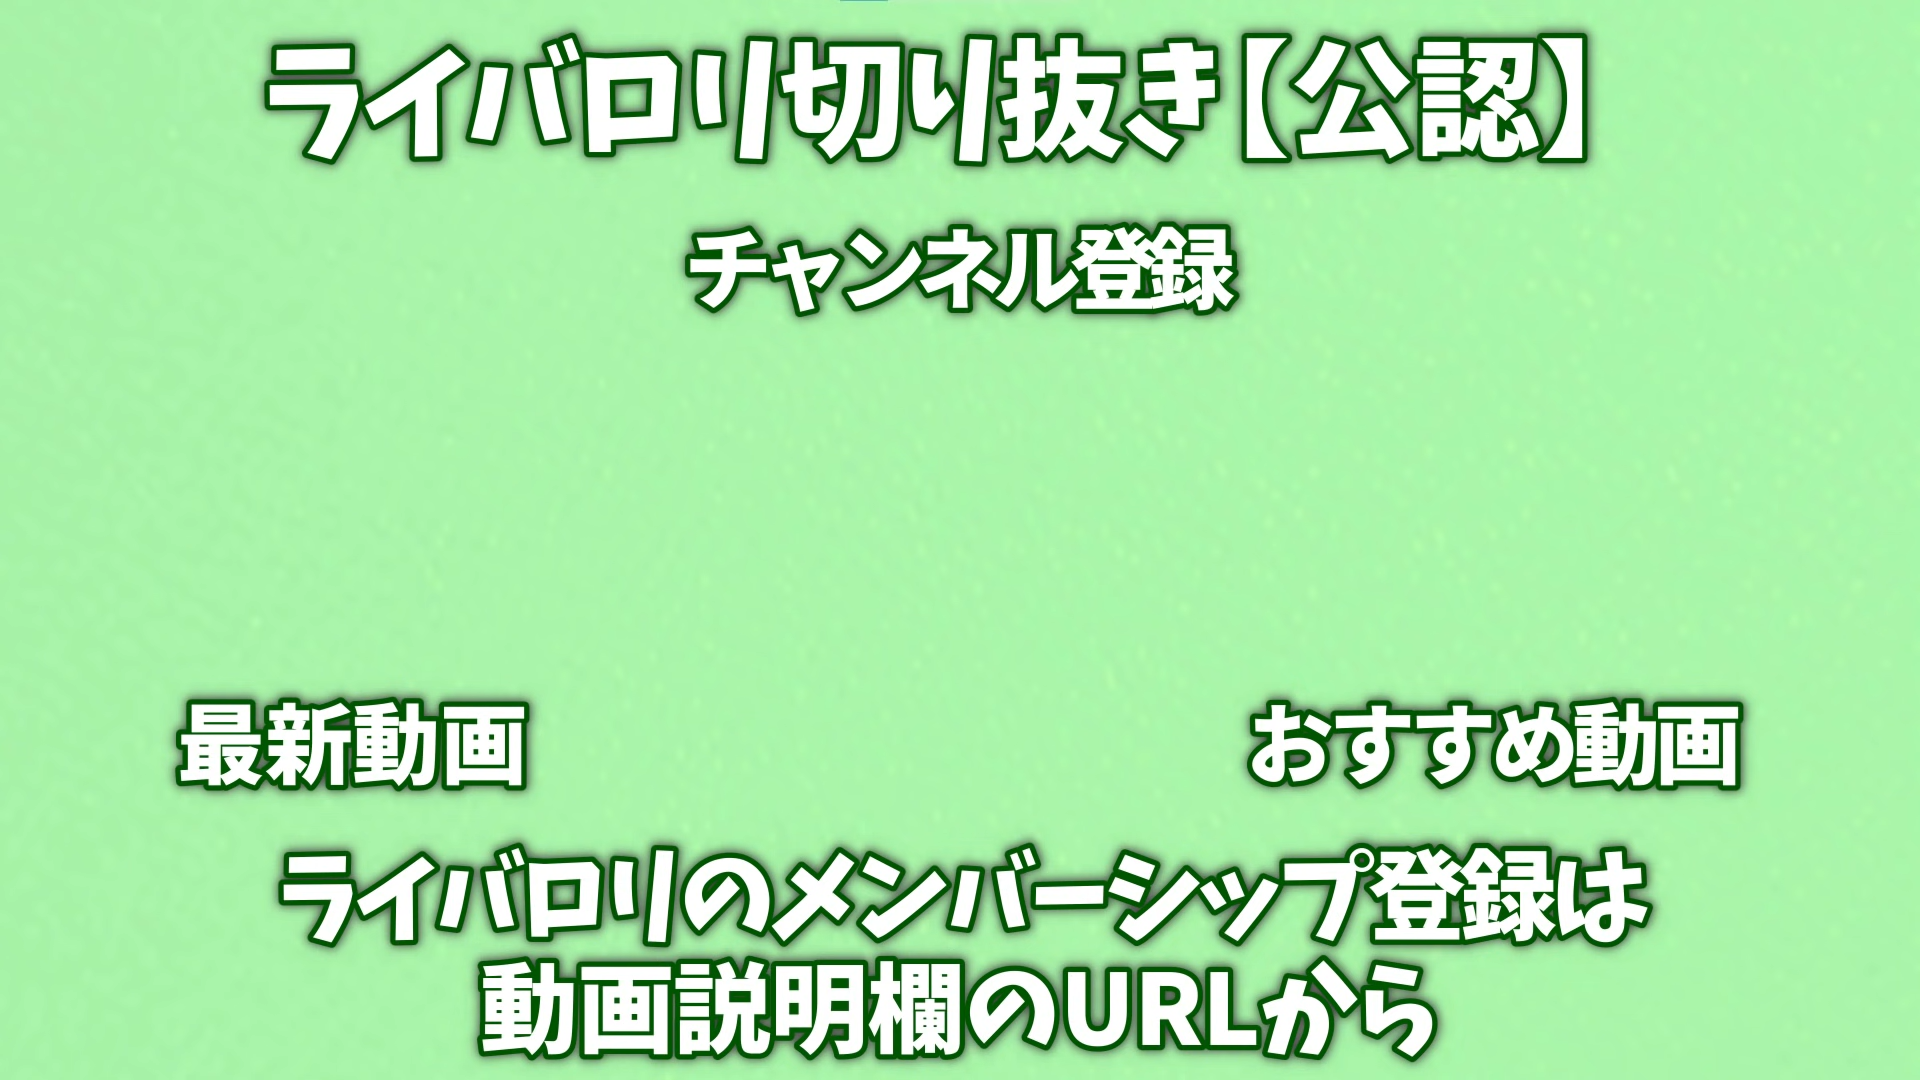 ライバロリ切り抜き【公認】
チャンネル登録
最新動画
おすすめ動画
ライバロリのメンバーシップ登録は
動画説明欄のURLから